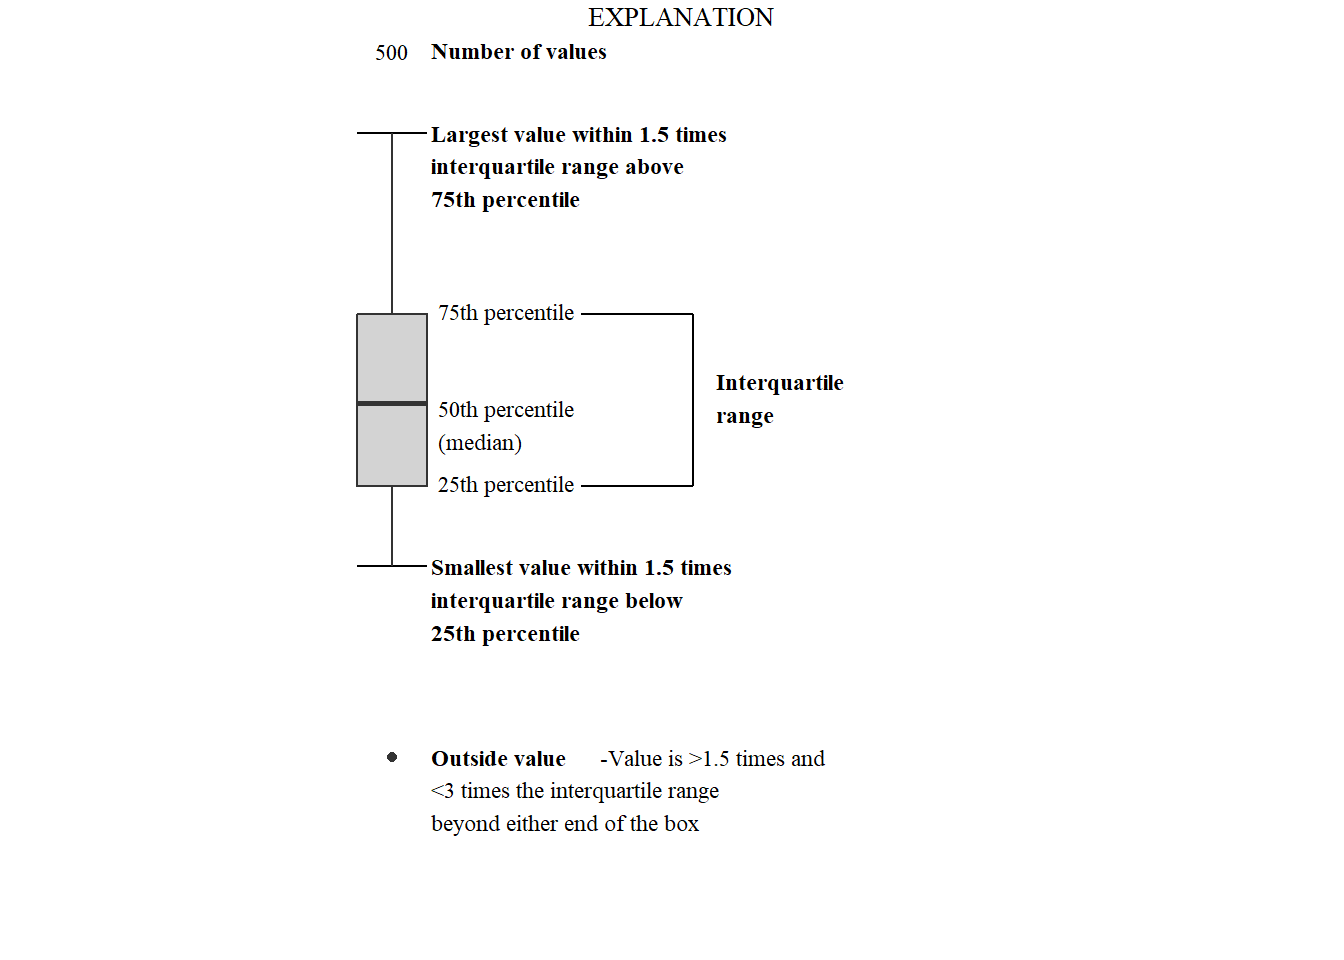 EXPLANATION
500 Number of values
Largest value within 1.5 times
interquartile range above
75th percentile
75th percentile
Interquartile
range
50th percentile
(median)
25th percentile
Smallest value within 1.5 times
interquartile range below
25th percentile
Outside value -Value is >1.5 times and
<3 times the interquartile range
beyond either end of the box